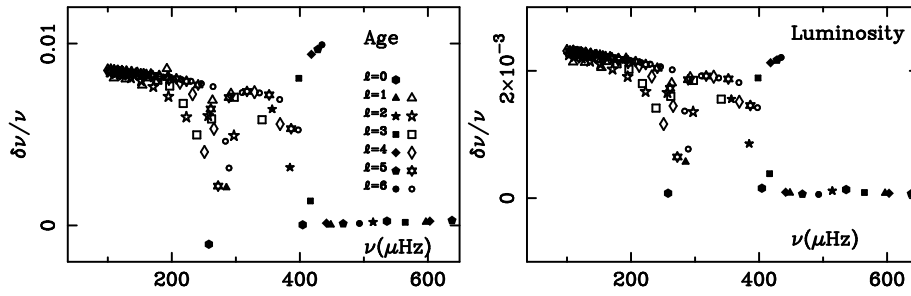 Age
Luminosity
0.01
0
δν/ν
ℓ=0
ℓ=1
ℓ=2
ℓ=3
ℓ=4
ℓ=5
ℓ=6
ν(μHz)
200 400 600
2×10⁻³
0
δν/ν
ν(μHz)
200 400 600